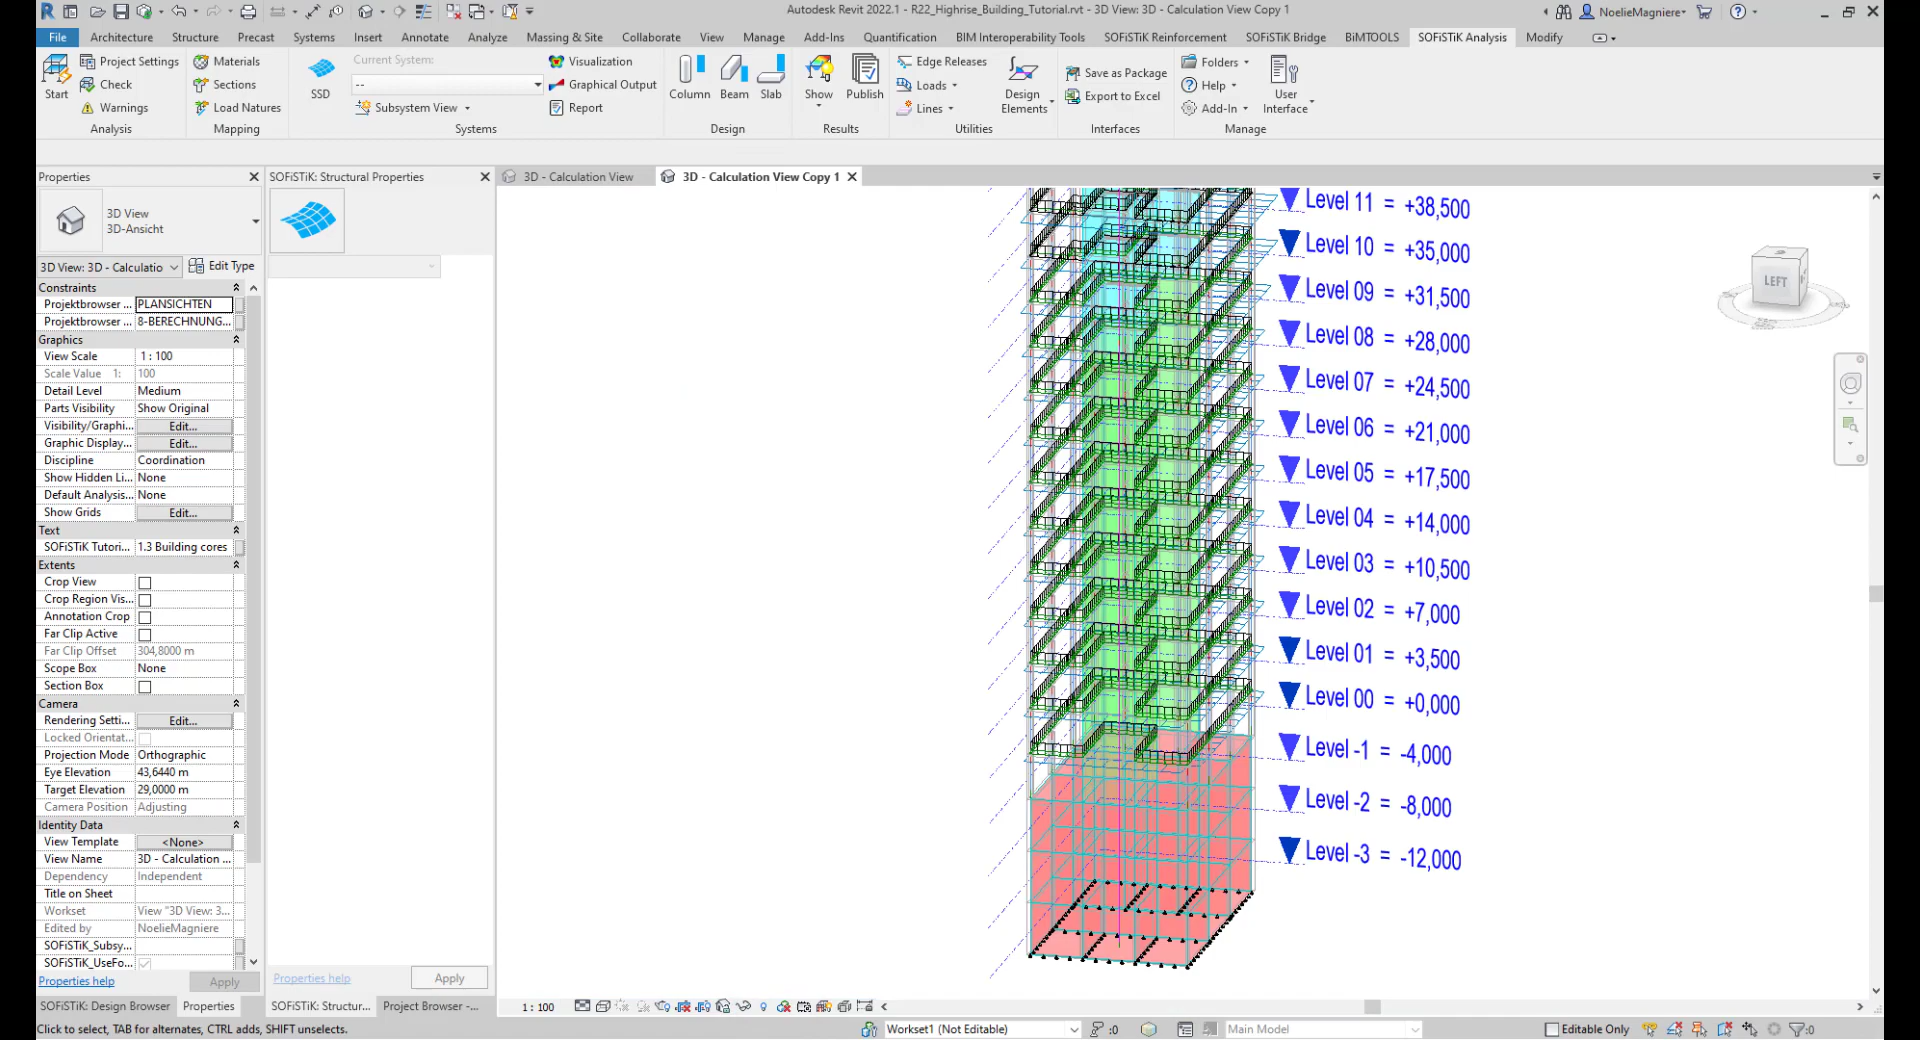 Autodesk Revit 2022.1 - R22_Highrise_Building_Tutorial.rvt - 3D View: 3D - Calculation View Copy 1
NoelieMagniere
File Architecture Structure Precast Systems Insert Annotate Analyze Massing & Site Collaborate View Manage Add-Ins Quantification BIM Interoperability Tools SOFiSTiK Reinforcement SOFiSTiK Bridge BiMTOOLS SOFiSTiK Analysis Modify
Start
Project Settings
Check
Warnings
Analysis
Materials
Sections
Load Natures
Mapping
SSD
Current System:
--
Subsystem View
Visualization
Graphical Output
Report
Systems
Column
Beam
Slab
Design
Show
Publish
Results
Edge Releases
Loads
Lines
Design Elements
Utilities
Save as Package
Export to Excel
Interfaces
Folders
Help
Add-In
User Interface
Manage
Properties
SOFiSTiK: Structural Properties
3D - Calculation View
3D - Calculation View Copy 1
3D View
3D-Ansicht
3D View: 3D - Calculatio
Edit Type
Constraints
Projektbrowser ... PLANSICHTEN
Projektbrowser ... 8-BERECHNUNG...
Graphics
View Scale 1 : 100
Scale Value 1: 100
Detail Level Medium
Parts Visibility Show Original
Visibility/Graphi... Edit...
Graphic Display... Edit...
Discipline Coordination
Show Hidden Li... None
Default Analysis... None
Show Grids Edit...
Text
SOFiSTiK Tutori... 1.3 Building cores
Extents
Crop View
Crop Region Vis...
Annotation Crop
Far Clip Active
Far Clip Offset 304,8000 m
Scope Box None
Section Box
Camera
Rendering Setti... Edit...
Locked Orientat...
Projection Mode Orthographic
Eye Elevation 43,6440 m
Target Elevation 29,0000 m
Camera Position Adjusting
Identity Data
View Template <None>
View Name 3D - Calculation ...
Dependency Independent
Title on Sheet
Workset View "3D View: 3...
Edited by NoelieMagniere
SOFiSTiK_Subsy...
SOFiSTiK_UseFo...
Properties help
Apply
Properties help
Apply
SOFiSTiK: Design Browser
Properties
SOFiSTiK: Structur...
Project Browser -...
Level 11 = +38,500
Level 10 = +35,000
Level 09 = +31,500
Level 08 = +28,000
Level 07 = +24,500
Level 06 = +21,000
Level 05 = +17,500
Level 04 = +14,000
Level 03 = +10,500
Level 02 = +7,000
Level 01 = +3,500
Level 00 = +0,000
Level -1 = -4,000
Level -2 = -8,000
Level -3 = -12,000
LEFT
1 : 100
Click to select, TAB for alternates, CTRL adds, SHIFT unselects.
Workset1 (Not Editable)
:0
Main Model
Editable Only
:0